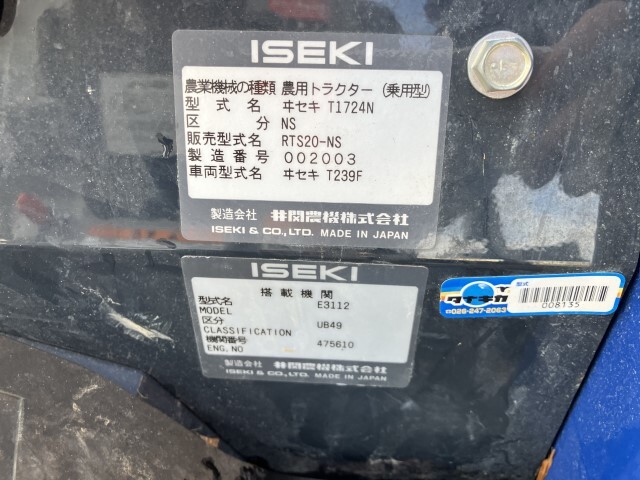 ISEKI
農業機械の種類 農用トラクター(乗用型)
型式名 ヰセキ T1724N
区分 NS
販売型式名 RTS20-NS
製造番号 002003
車両型式名 ヰセキ T239F
製造会社 井関農機株式会社
ISEKI & CO.,LTD. MADE IN JAPAN
ISEKI
搭載機関
型式名 E3112
MODEL
区分 UB49
CLASSIFICATION
機関番号 475610
ENG.NO
製造会社 井関農機株式会社
ISEKI & CO.,LTD. MADE IN JAPAN
型式
008135
☎026-247-2063